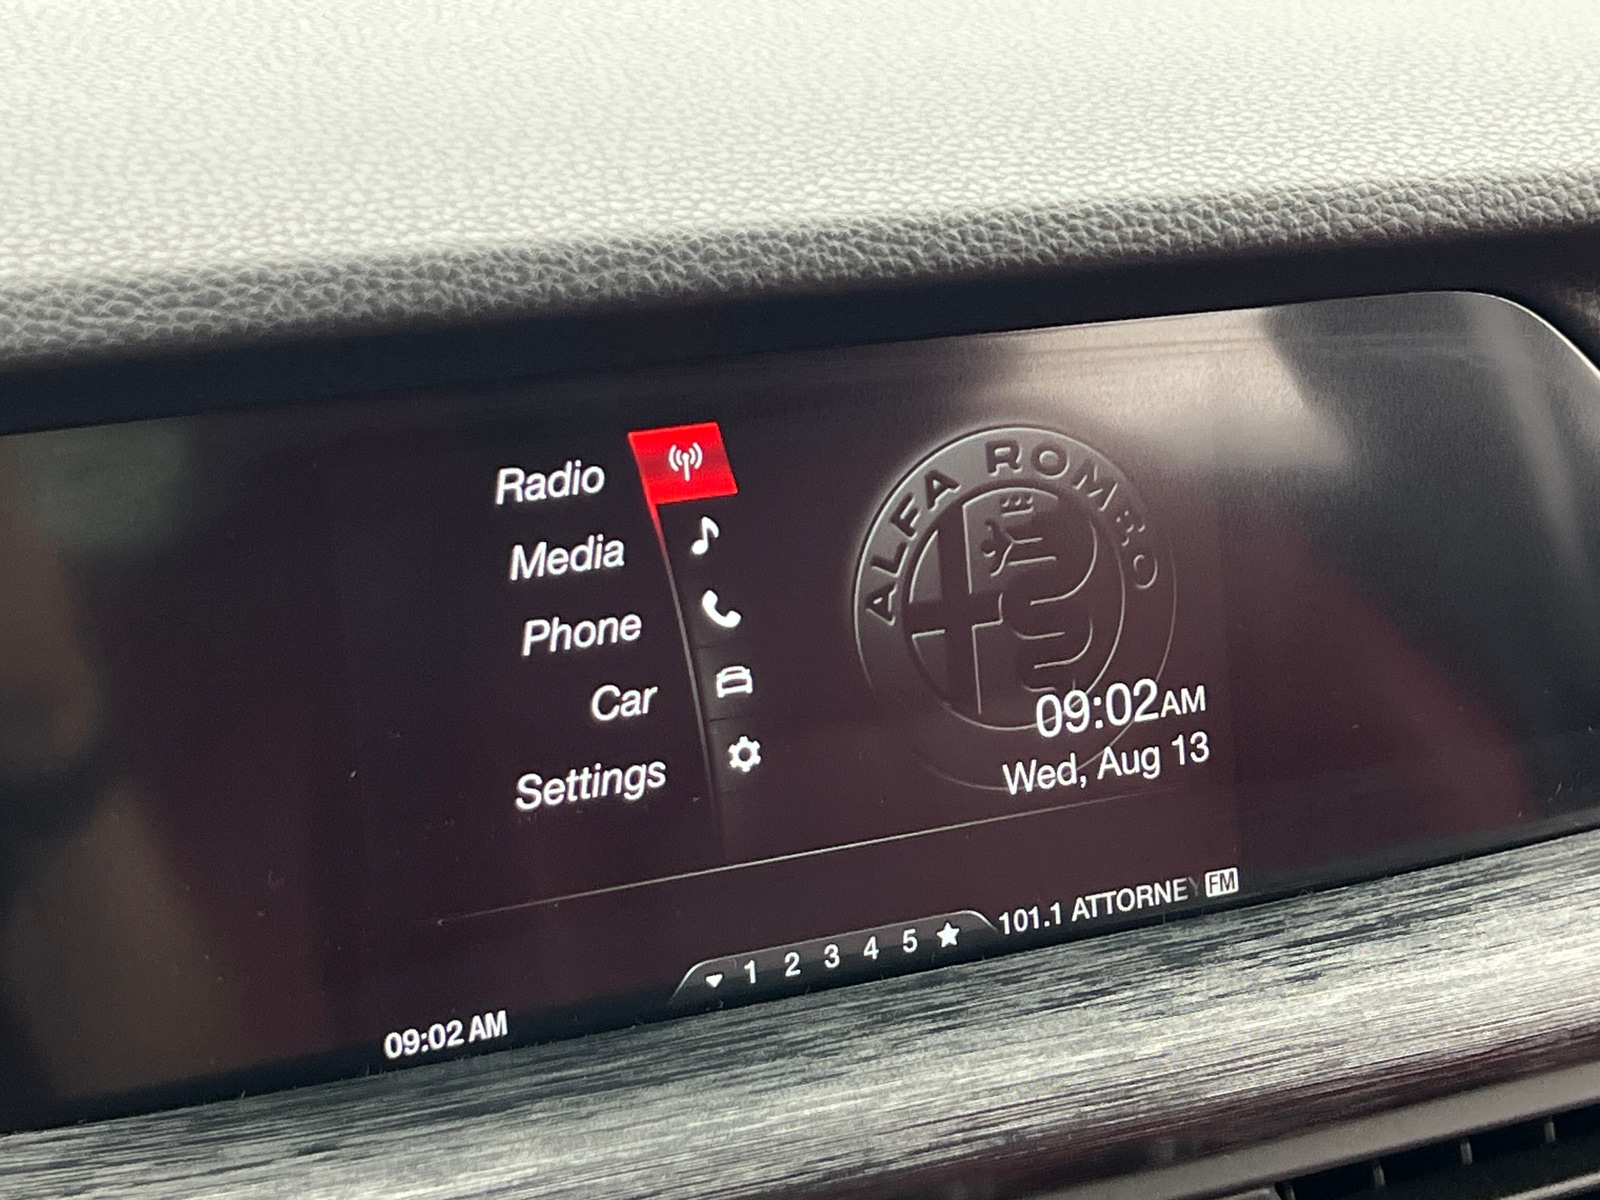 Radio
Media
Phone
Car
Settings
ALFA ROMEO
09:02AM
Wed, Aug 13
1 2 3 4 5
101.1 ATTORNEY FM
09:02 AM